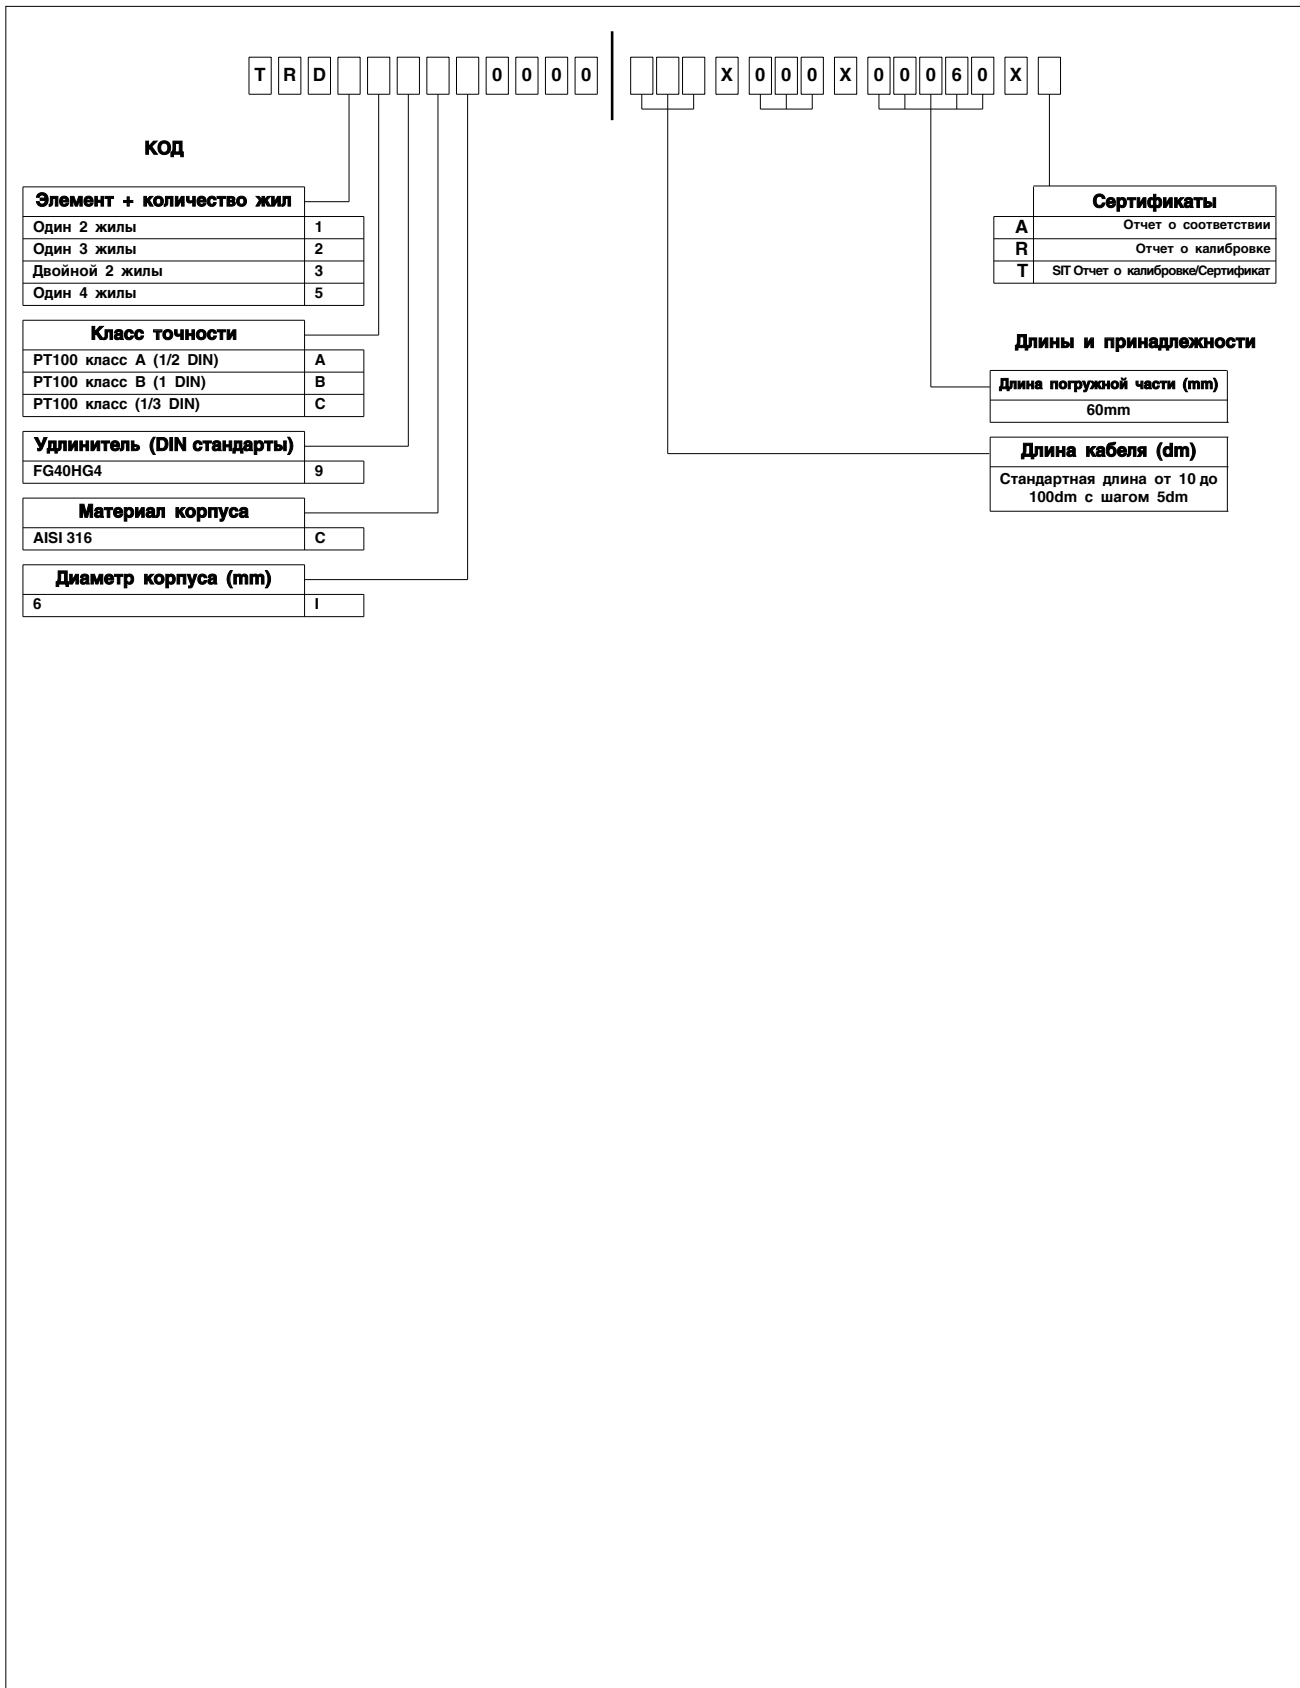 T R D 0 0 0 0 X 0 0 0 X 0 0 0 6 0 X
КОД
Элемент + количество жил
Один 2 жилы 1
Один 3 жилы 2
Двойной 2 жилы 3
Один 4 жилы 5
Класс точности
PT100 класс A (1/2 DIN) A
PT100 класс B (1 DIN) B
PT100 класс (1/3 DIN) C
Удлинитель (DIN стандарты)
FG40HG4 9
Материал корпуса
AISI 316 C
Диаметр корпуса (mm)
6 I
Сертификаты
A Отчет о соответствии
R Отчет о калибровке
T SIT Отчет о калибровке/Сертификат
Длины и принадлежности
Длина погружной части (mm)
60mm
Длина кабеля (dm)
Стандартная длина от 10 до
100dm с шагом 5dm